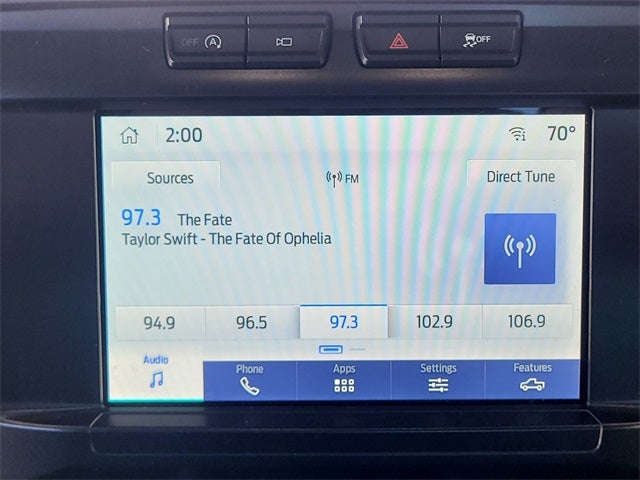 OFF A OFF
2:00 70°
Sources FM Direct Tune
97.3 The Fate
Taylor Swift - The Fate Of Ophelia
94.9 96.5 97.3 102.9 106.9
Audio Phone Apps Settings Features